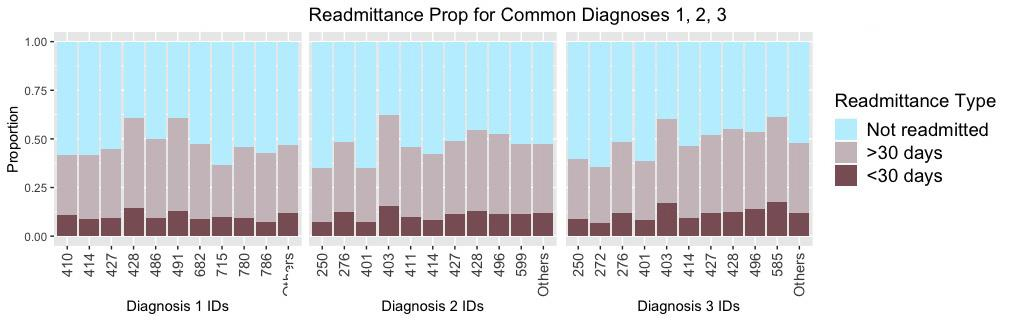 Readmittance Prop for Common Diagnoses 1, 2, 3
Proportion
1.00
0.75
0.50
0.25
0.00
410 414 427 428 486 491 682 715 780 786
Diagnosis 1 IDs
250 276 401 403 411 414 427 428 496 599 Others
Diagnosis 2 IDs
250 272 276 401 403 414 427 428 496 585 Others
Diagnosis 3 IDs
Readmittance Type
Not readmitted
>30 days
<30 days